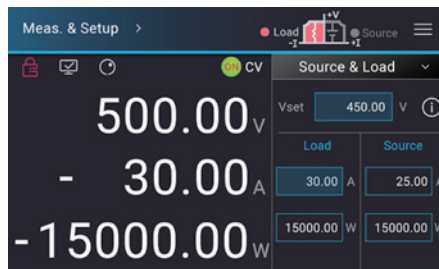 Meas. & Setup >
Load
+V
-I
+I
Source
ON CV
Source & Load
500.00 V
Vset 450.00 V
i
- 30.00 A
Load Source
30.00 A 25.00 A
-15000.00 W
15000.00 W 15000.00 W